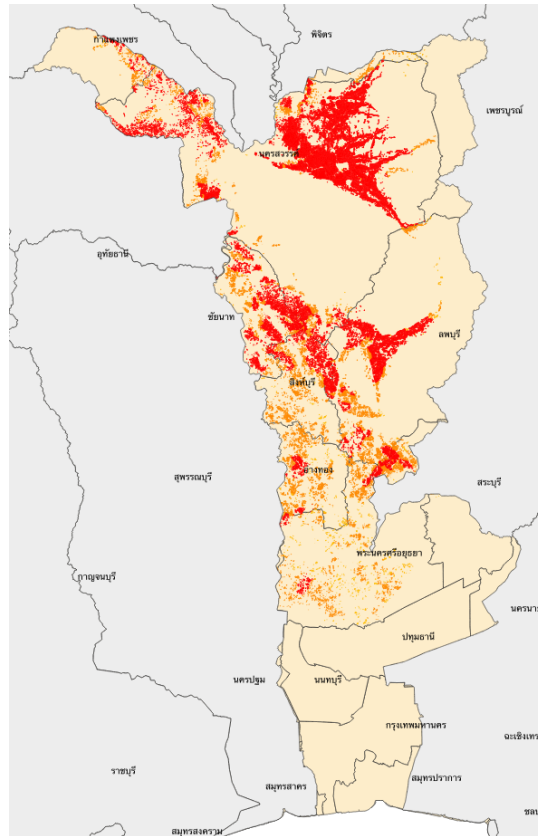 พิจิตร
กำแพงเพชร
เพชรบูรณ์
นครสวรรค์
อุทัยธานี
ชัยนาท
ลพบุรี
สิงห์บุรี
อ่างทอง
สุพรรณบุรี
สระบุรี
พระนครศรีอยุธยา
กาญจนบุรี
นครนา
ปทุมธานี
นครปฐม
นนทบุรี
กรุงเทพมหานคร
ฉะเชิงเทร
ราชบุรี
สมุทรปราการ
สมุทรสาคร
ชลบ
สมุทรสงคราม